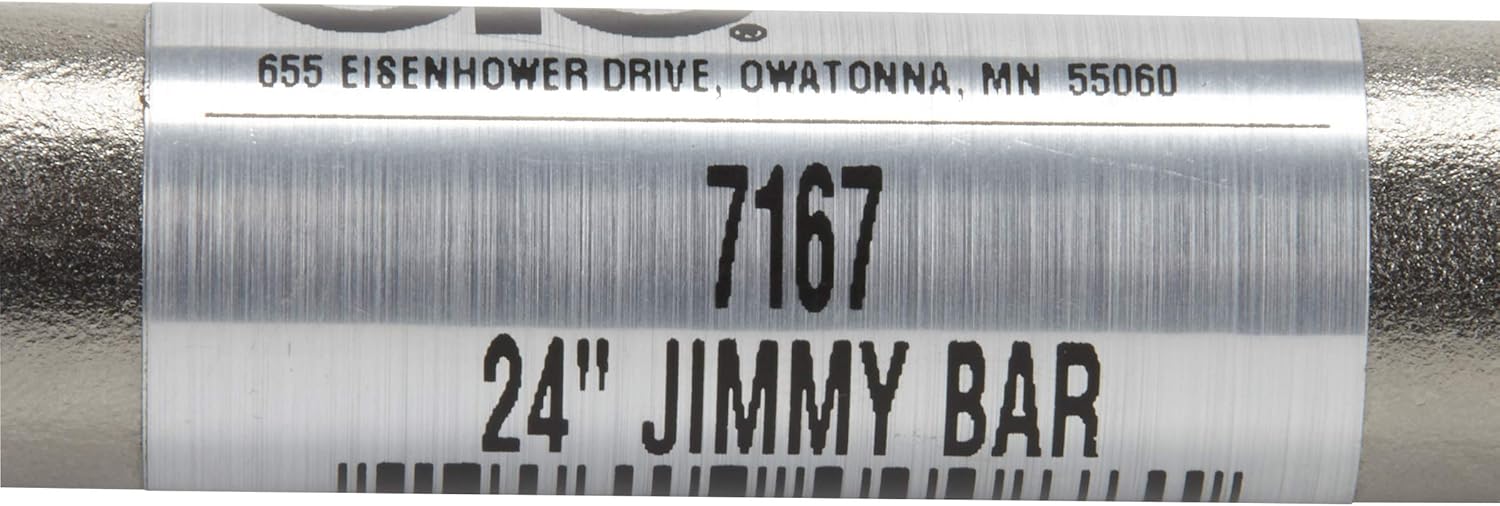 655 EISENHOWER DRIVE, OWATONNA, MN 55060
7167
24" JIMMY BAR